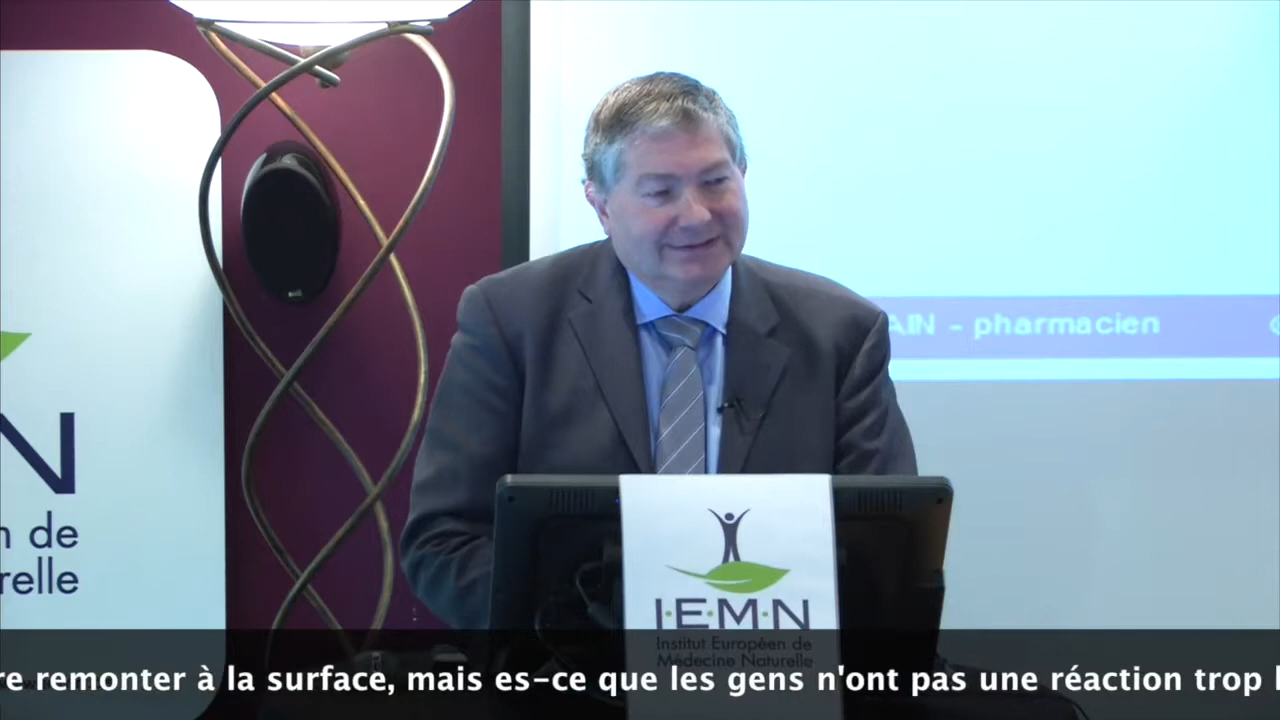 AIN - pharmacien
N
n de
relle
I·E·M·N
Institut Européen de
Médecine Naturelle
re remonter à la surface, mais es-ce que les gens n'ont pas une réaction trop